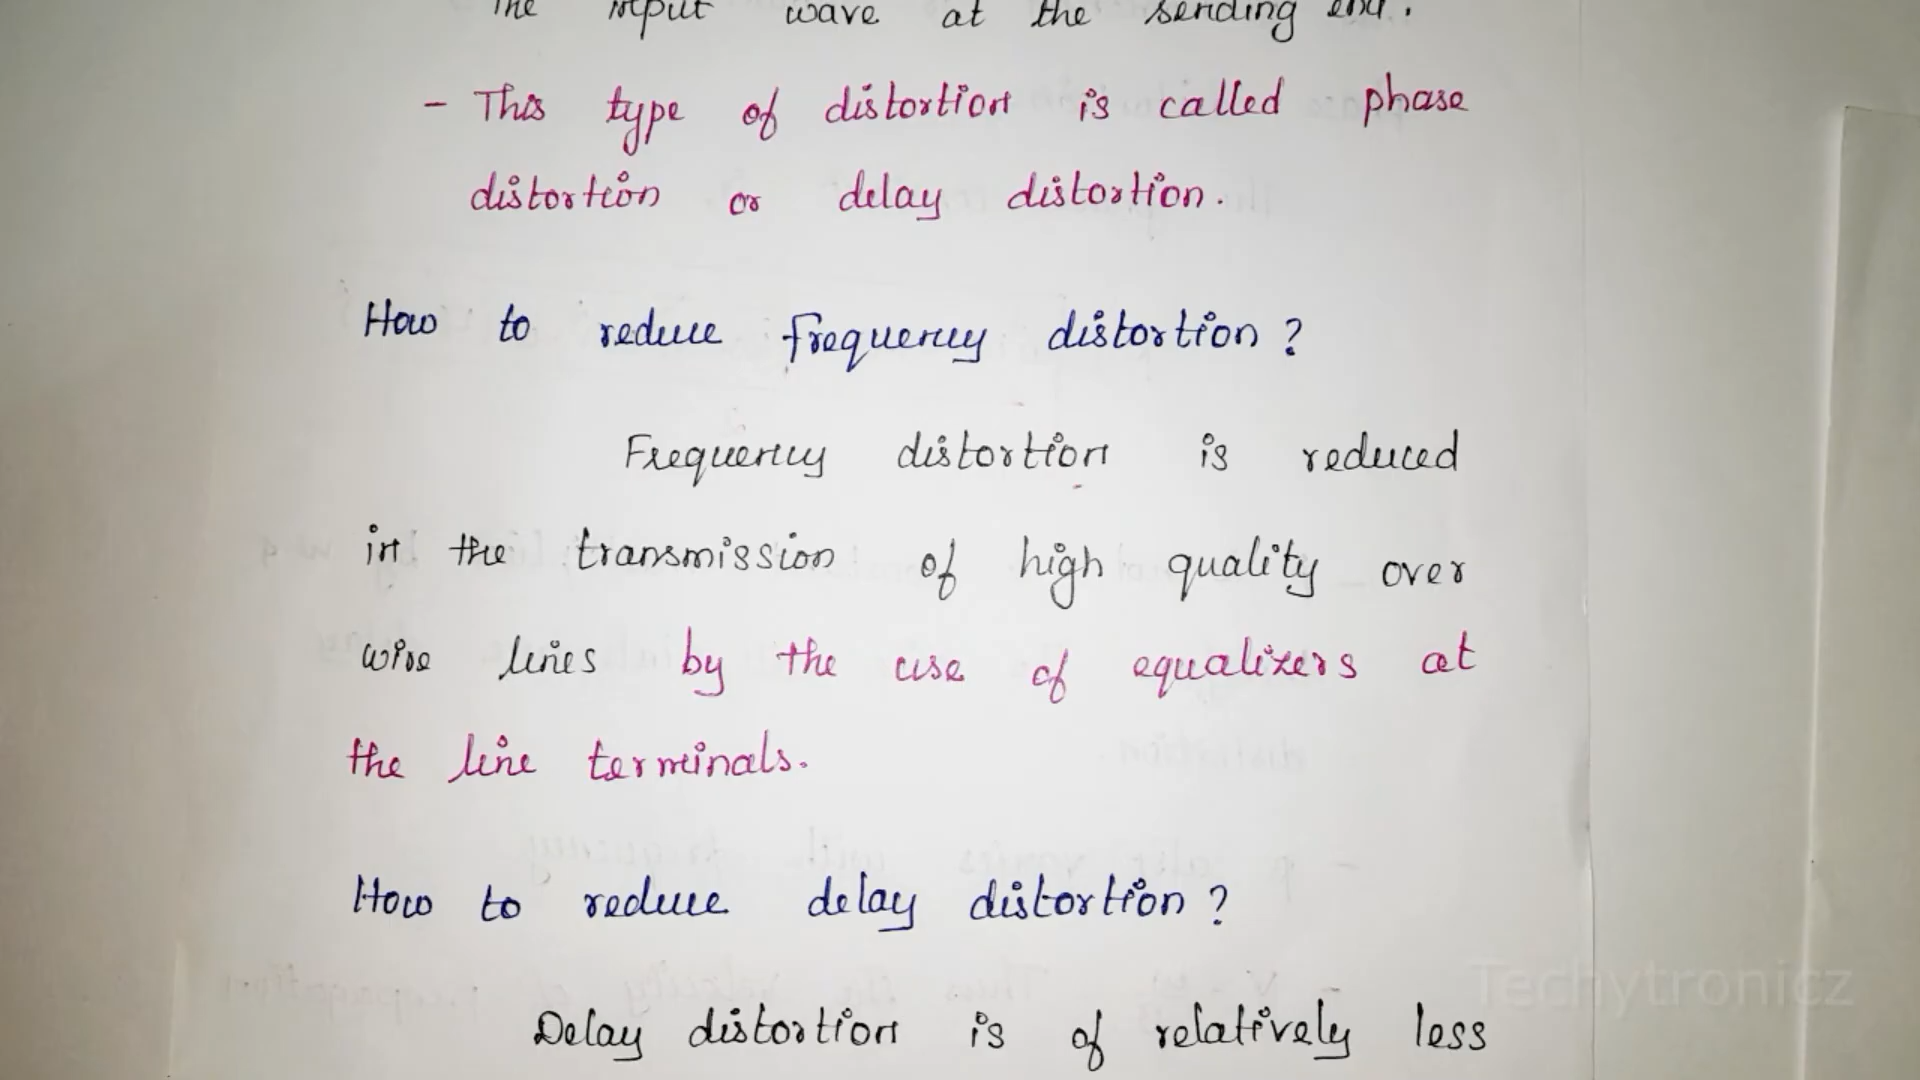 The input wave at the sending end.
- This type of distortion is called phase
distortion or delay distortion.
How to reduce frequency distortion?
Frequency distortion is reduced
in the transmission of high quality over
wire lines by the use of equalizers at
the line terminals.
How to reduce delay distortion?
Techytronicz
Delay distortion is of relatively less